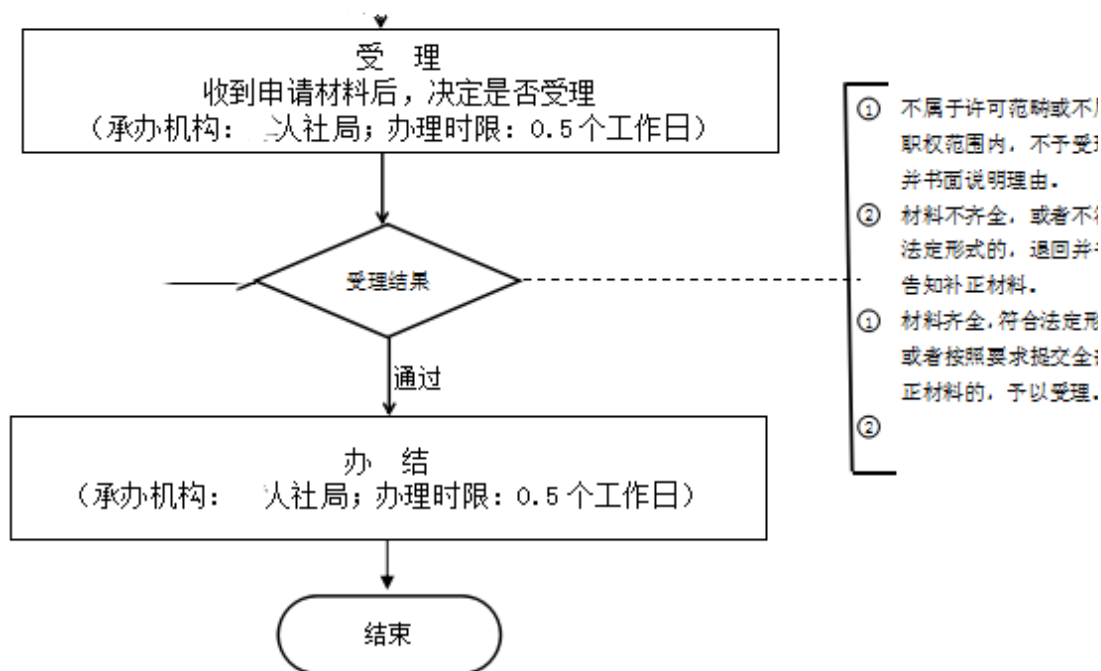 受 理
收到申请材料后，决定是否受理
（承办机构： 人社局；办理时限：0.5个工作日）
受理结果
通过
办 结
（承办机构： 人社局；办理时限：0.5个工作日）
结束
① 不属于许可范畴或不
职权范围内，不予受
并书面说明理由.
② 材料不齐全，或者不
法定形式的，退回并
告知补正材料.
① 材料齐全,符合法定形
或者按照要求提交全
正材料的，予以受理.
②